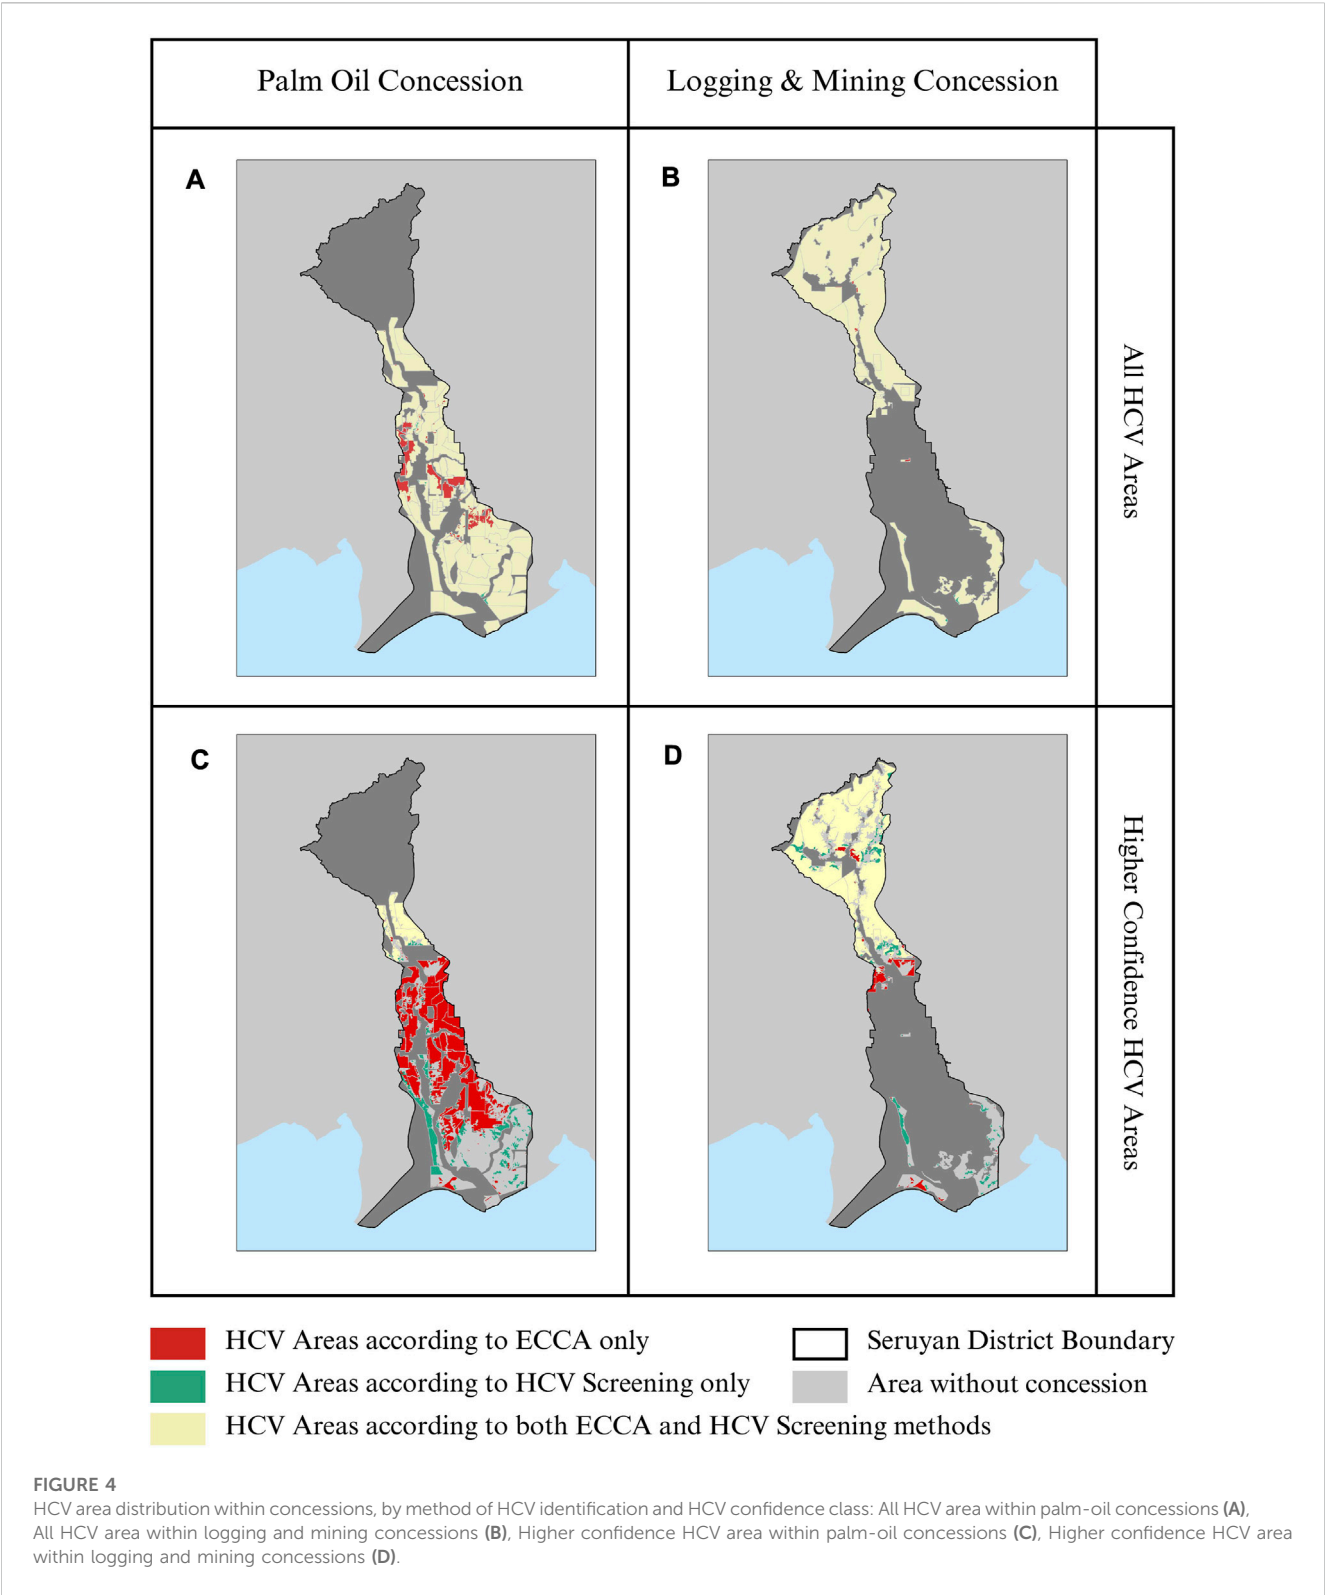 Palm Oil Concession
Logging & Mining Concession
A
B
All HCV Areas
C
D
Higher Confidence HCV Areas
HCV Areas according to ECCA only
Seruyan District Boundary
HCV Areas according to HCV Screening only
Area without concession
HCV Areas according to both ECCA and HCV Screening methods
FIGURE 4
HCV area distribution within concessions, by method of HCV identification and HCV confidence class: All HCV area within palm-oil concessions (A),
All HCV area within logging and mining concessions (B), Higher confidence HCV area within palm-oil concessions (C), Higher confidence HCV area
within logging and mining concessions (D).